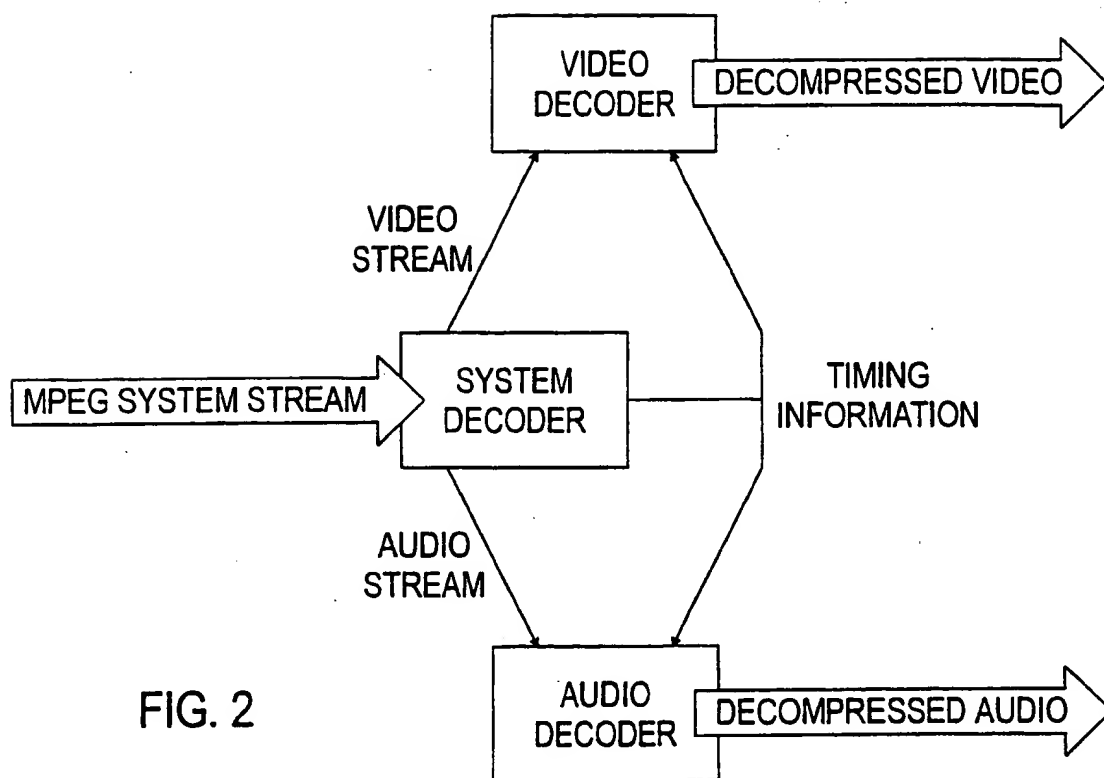 VIDEO
DECODER
DECOMPRESSED VIDEO
VIDEO
STREAM
MPEG SYSTEM STREAM
SYSTEM
DECODER
TIMING
INFORMATION
AUDIO
STREAM
AUDIO
DECODER
DECOMPRESSED AUDIO
FIG. 2